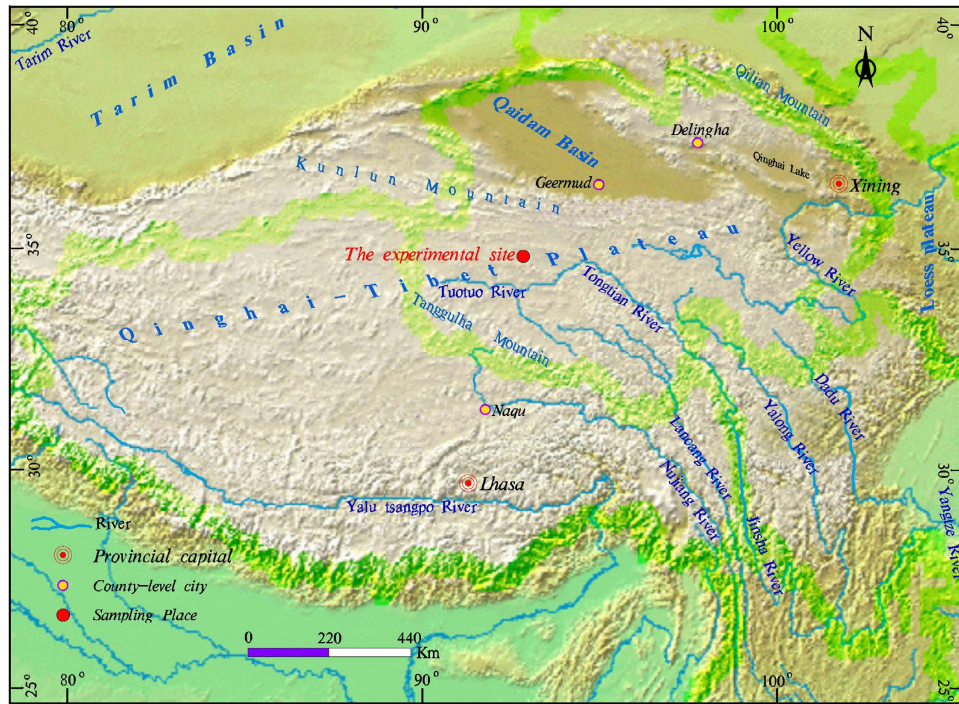 80°
90°
100°
40°
40°
Tarim River
Tarim Basin
N
Qilian Mountain
Qaidam Basin
Delingha
Qinghai Lake
Kunlun Mountain
Geermud
Xining
35°
35°
The experimental site
Qinghai-Tibet Plateau
Yellow River
Loess plateau
Tuotuo River
Tongtian River
Tanggulha Mountain
Naqu
Dadu River
Yalong River
Lancang River
Nujiang River
Jinsha River
30°
30°
Lhasa
Yalu tsangpo River
Yangtze River
River
Provincial capital
County-level city
Sampling Place
0 220 440
Km
25°
25°
80°
90°
100°